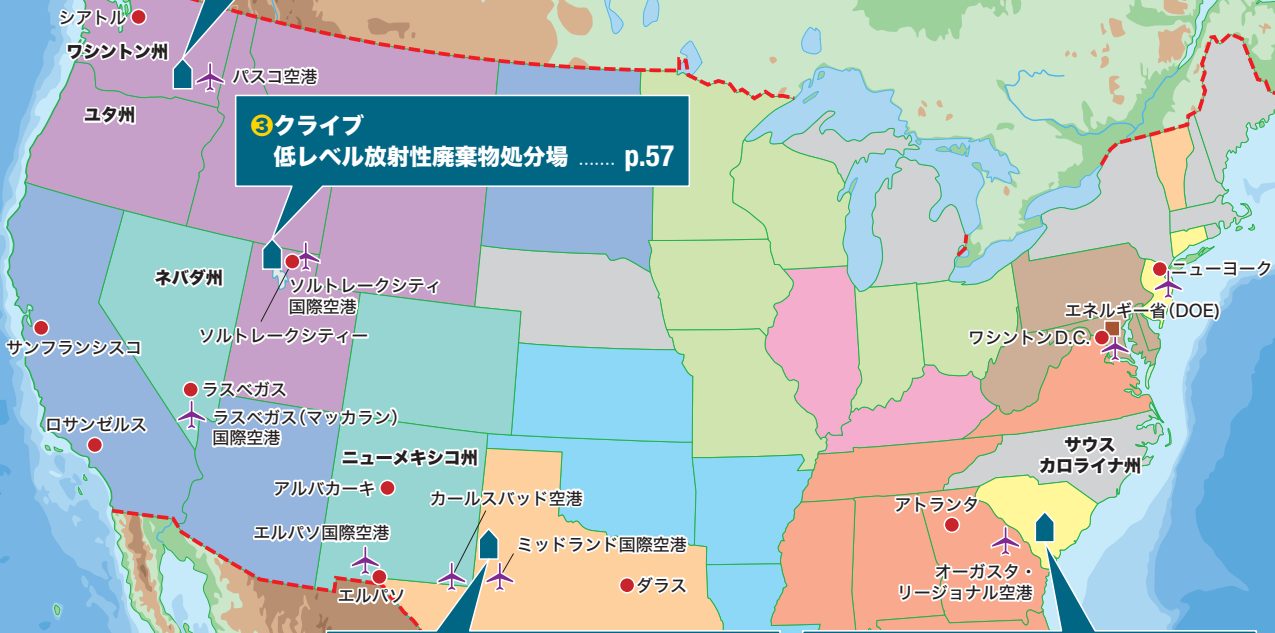 シアトル
ワシントン州
パスコ空港
ユタ州
❸クライブ
低レベル放射性廃棄物処分場 ....... p.57
ネバダ州
ソルトレークシティ
国際空港
ソルトレークシティー
サンフランシスコ
ラスベガス
ラスベガス(マッカラン)
国際空港
ロサンゼルス
ニューメキシコ州
アルバカーキ
カールスバッド空港
エルパソ国際空港
ミッドランド国際空港
エルパソ
ダラス
ニューヨーク
エネルギー省(DOE)
ワシントンD.C.
サウス
カロライナ州
アトランタ
オーガスタ・
リージョナル空港